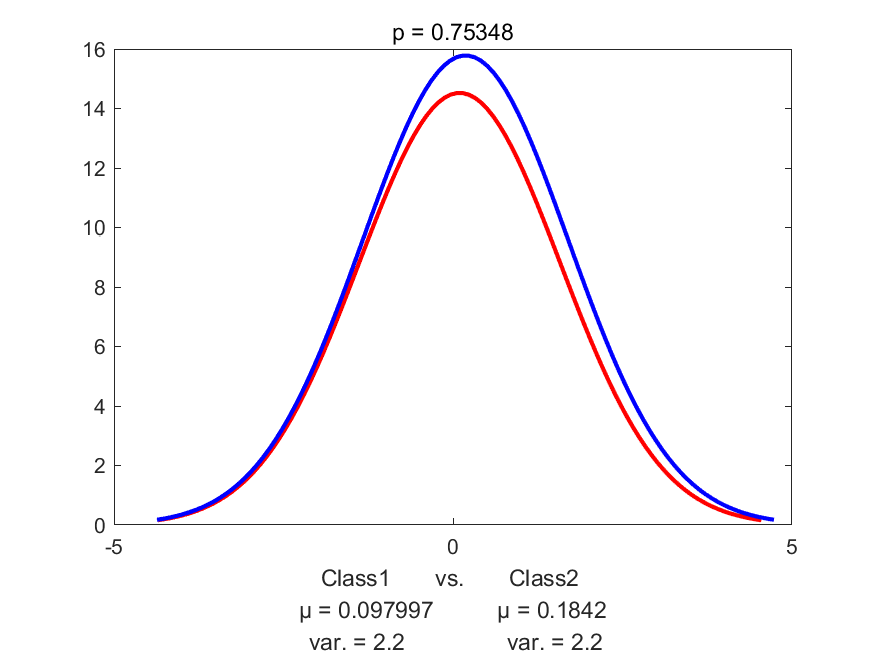 p = 0.75348
16
14
12
10
8
6
4
2
0
-5 0 5
Class1 vs. Class2
μ = 0.097997 μ = 0.1842
var. = 2.2 var. = 2.2